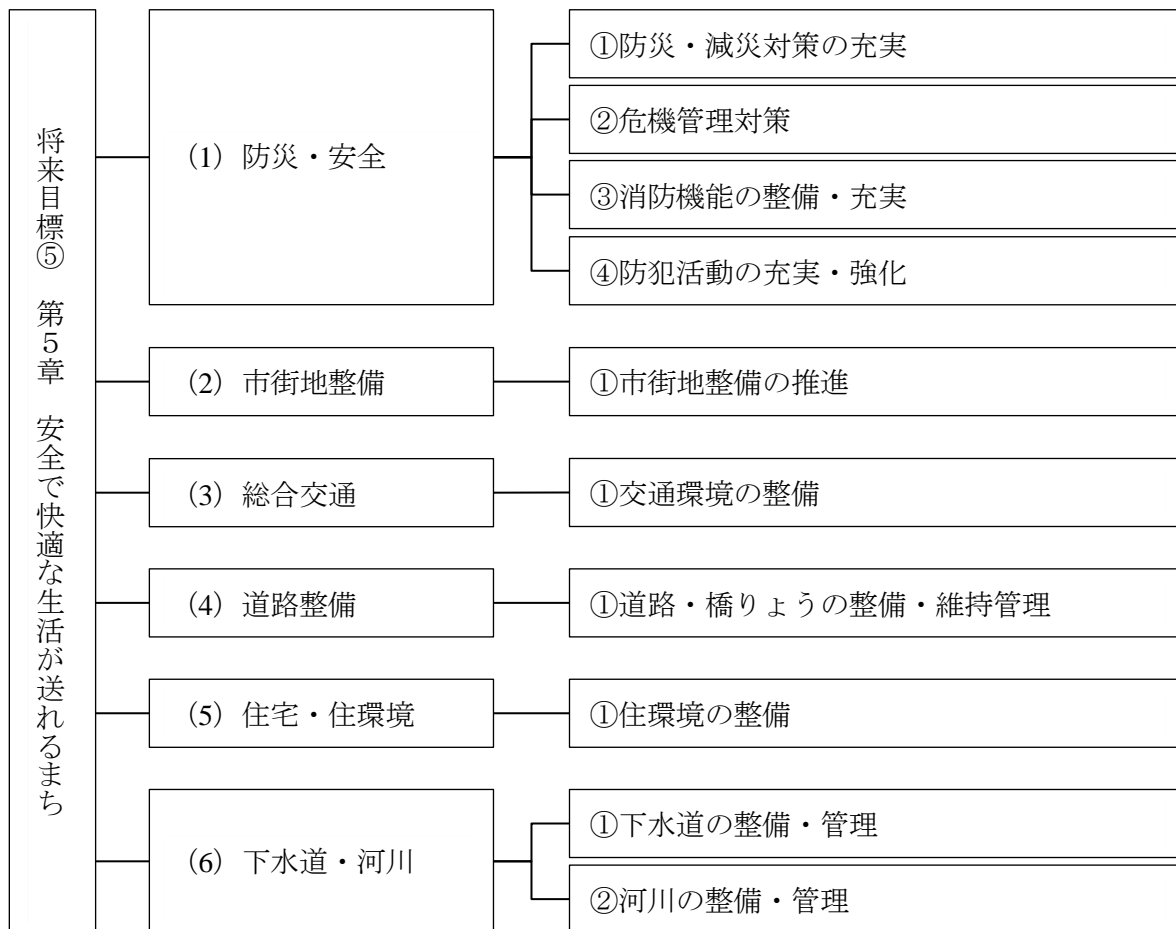 将来目標⑤　第５章　安全で快適な生活が送れるまち
(1) 防災・安全
①防災・減災対策の充実
②危機管理対策
③消防機能の整備・充実
④防犯活動の充実・強化
(2) 市街地整備
①市街地整備の推進
(3) 総合交通
①交通環境の整備
(4) 道路整備
①道路・橋りょうの整備・維持管理
(5) 住宅・住環境
①住環境の整備
(6) 下水道・河川
①下水道の整備・管理
②河川の整備・管理